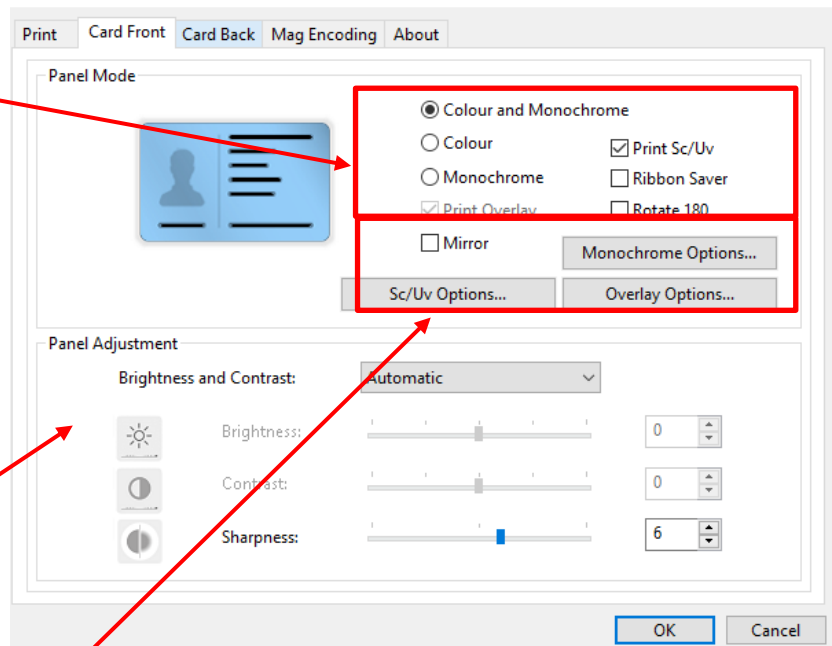 Print Card Front Card Back Mag Encoding About
Panel Mode
Colour and Monochrome
Colour Print Sc/Uv
Monochrome Ribbon Saver
Print Overlay Rotate 180
Mirror Monochrome Options...
Sc/Uv Options... Overlay Options...
Panel Adjustment
Brightness and Contrast: Automatic
Brightness: 0
Contrast: 0
Sharpness: 6
OK Cancel